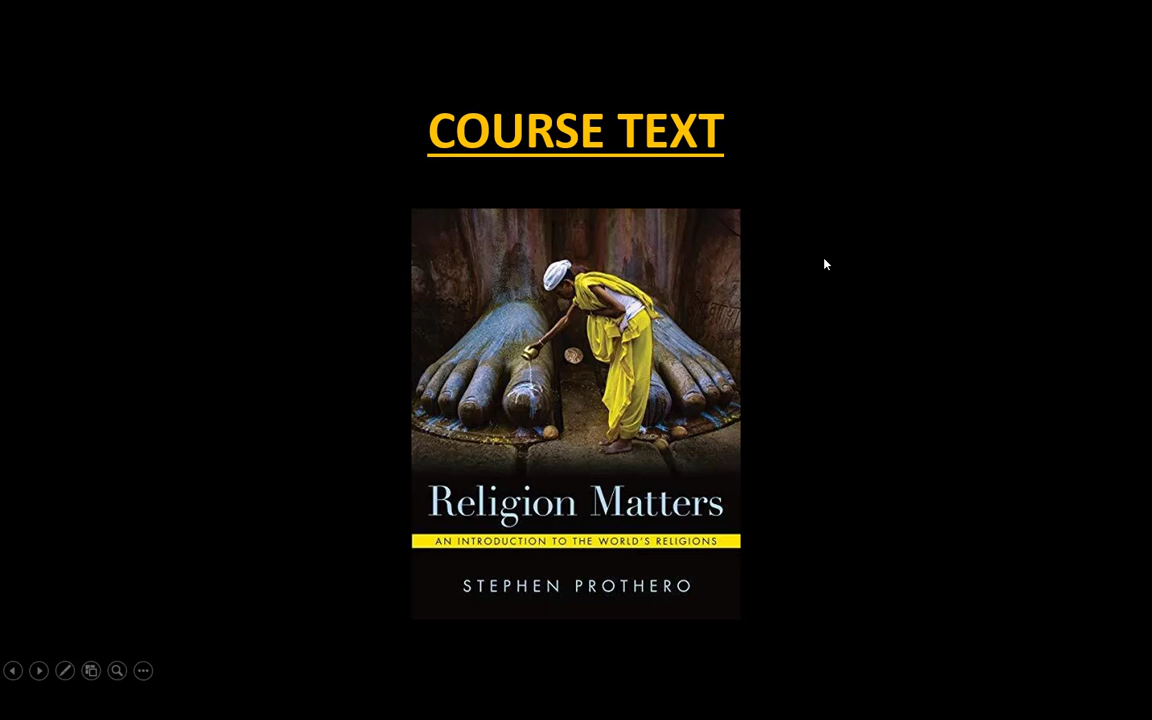 COURSE TEXT
Religion Matters
AN INTRODUCTION TO THE WORLD'S RELIGIONS
STEPHEN PROTHERO